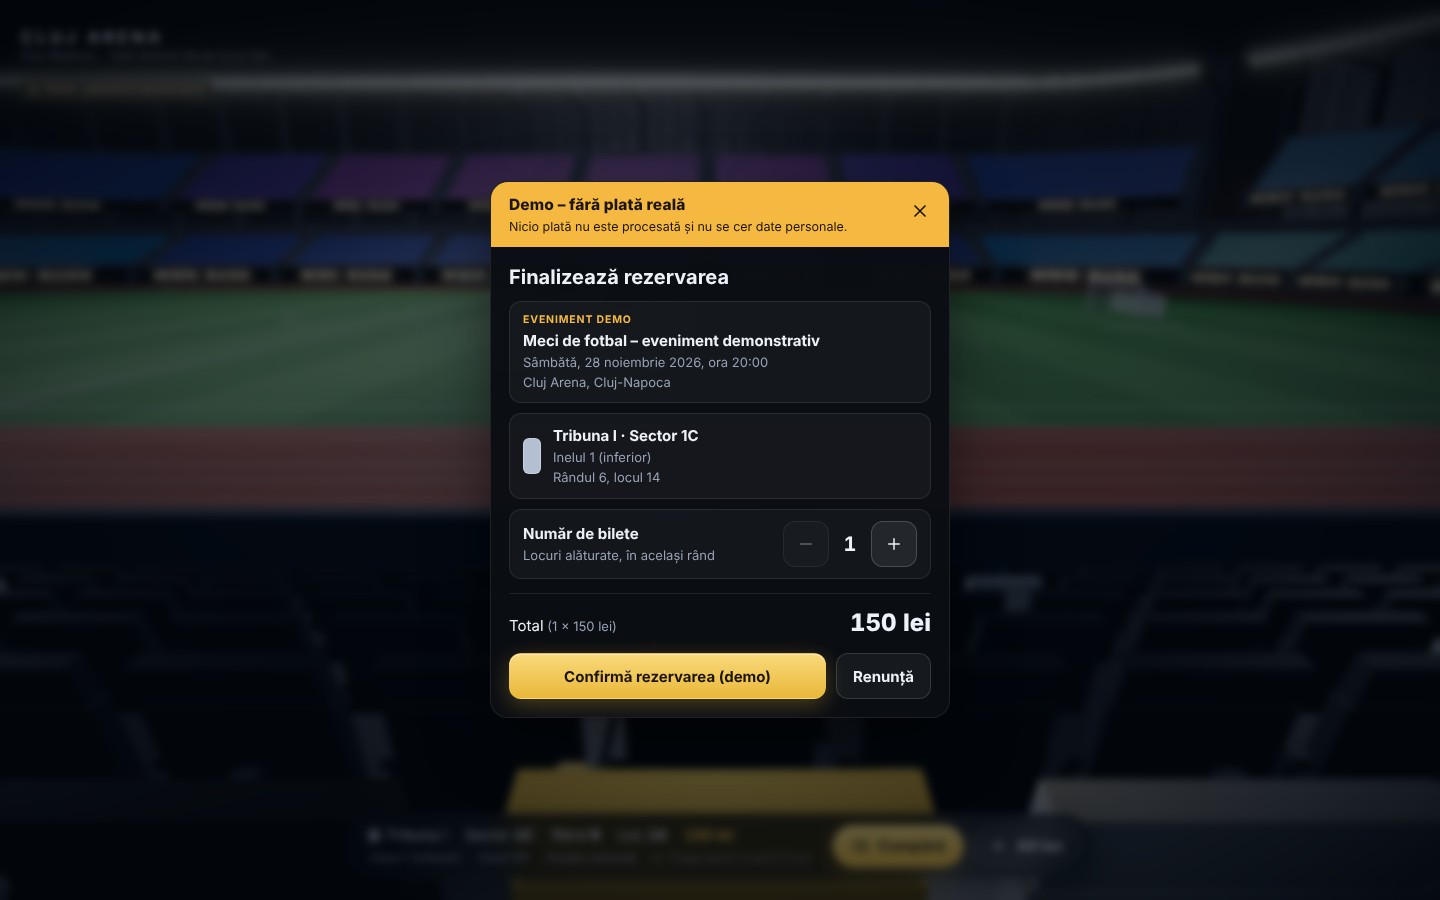 CLUJ ARENA
Demo – fără plată reală
Nicio plată nu este procesată și nu se cer date personale.
Finalizează rezervarea
EVENIMENT DEMO
Meci de fotbal – eveniment demonstrativ
Sâmbătă, 28 noiembrie 2026, ora 20:00
Cluj Arena, Cluj-Napoca
Tribuna I · Sector 1C
Inelul 1 (inferior)
Rândul 6, locul 14
Număr de bilete
Locuri alăturate, în același rând
− 1 +
Total (1 × 150 lei) 150 lei
Confirmă rezervarea (demo) Renunță